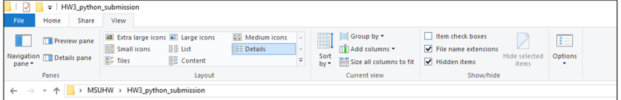 HW3_python_submission
File Home Share View
Navigation pane
Preview pane
Details pane
Panes
Extra large icons Large icons Medium icons
Small icons List Details
Tiles Content
Layout
Sort by
Group by
Add columns
Size all columns to fit
Current view
Item check boxes
File name extensions
Hidden items
Hide selected items
Show/hide
Options
MSUHW > HW3_python_submission